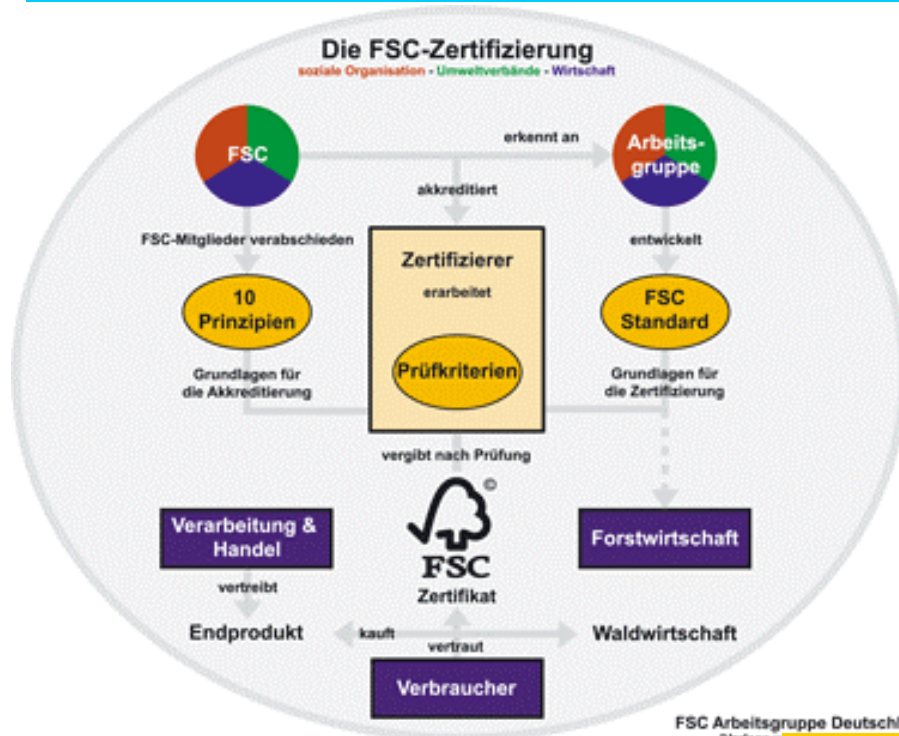 Die FSC-Zertifizierung
soziale Organisation - Umweltverbände - Wirtschaft
FSC
erkennt an
Arbeits-
gruppe
akkreditiert
FSC-Mitglieder verabschieden
entwickelt
Zertifizierer
erarbeitet
10
Prinzipien
FSC
Standard
Prüfkriterien
Grundlagen für
die Akkreditierung
Grundlagen für
die Zertifizierung
vergibt nach Prüfung
©
Verarbeitung &
Handel
FSC
Forstwirtschaft
Zertifikat
vertreibt
Endprodukt
kauft
Waldwirtschaft
vertraut
Verbraucher
FSC Arbeitsgruppe Deutschl